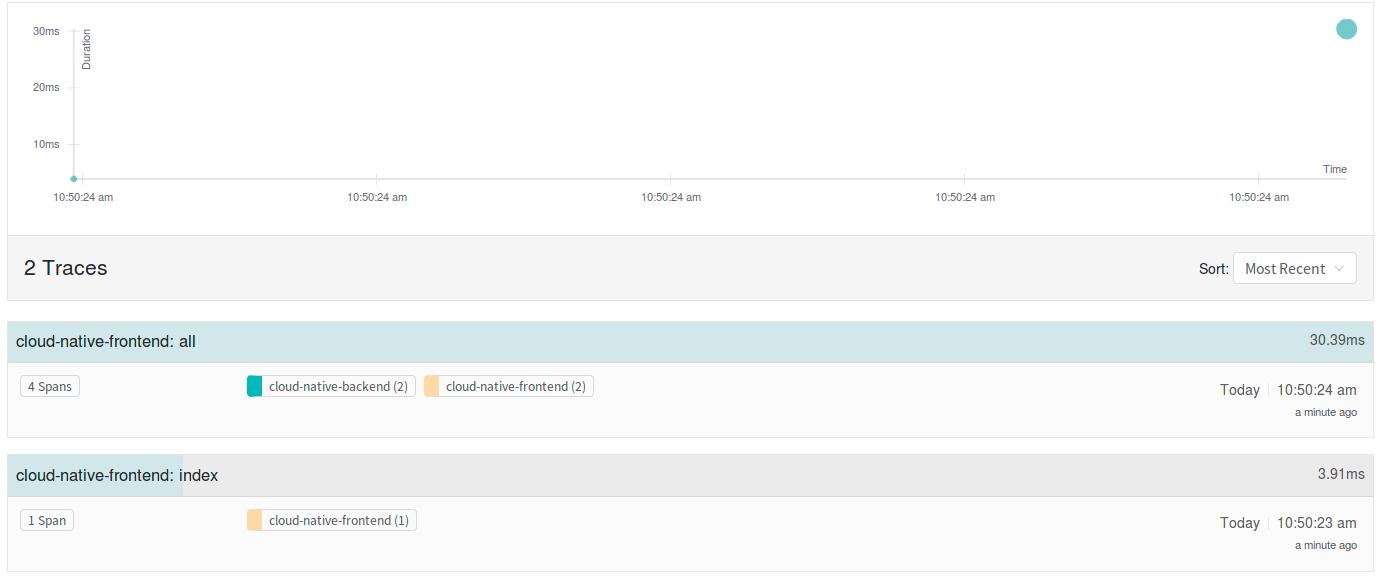 30ms
Duration
20ms
10ms
Time
10:50:24 am 10:50:24 am 10:50:24 am 10:50:24 am 10:50:24 am
2 Traces Sort: Most Recent
cloud-native-frontend: all 30.39ms
4 Spans cloud-native-backend (2) cloud-native-frontend (2) Today 10:50:24 am
a minute ago
cloud-native-frontend: index 3.91ms
1 Span cloud-native-frontend (1) Today 10:50:23 am
a minute ago